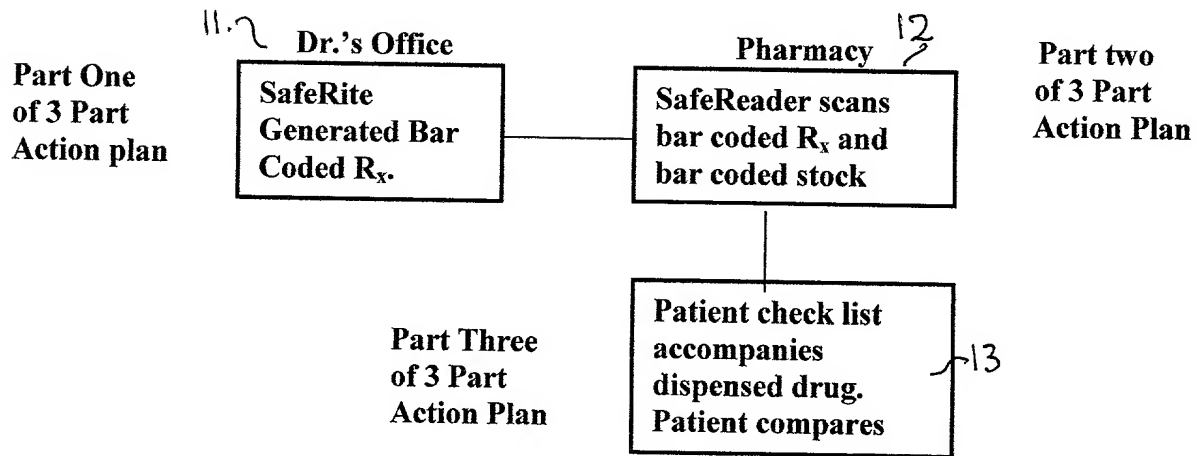 11.
Dr.'s Office
Part One
of 3 Part
Action plan
SafeRite
Generated Bar
Coded Rx.
12
Pharmacy
SafeReader scans
bar coded Rx and
bar coded stock
Part two
of 3 Part
Action Plan
Part Three
of 3 Part
Action Plan
Patient check list
accompanies
dispensed drug.
Patient compares
13